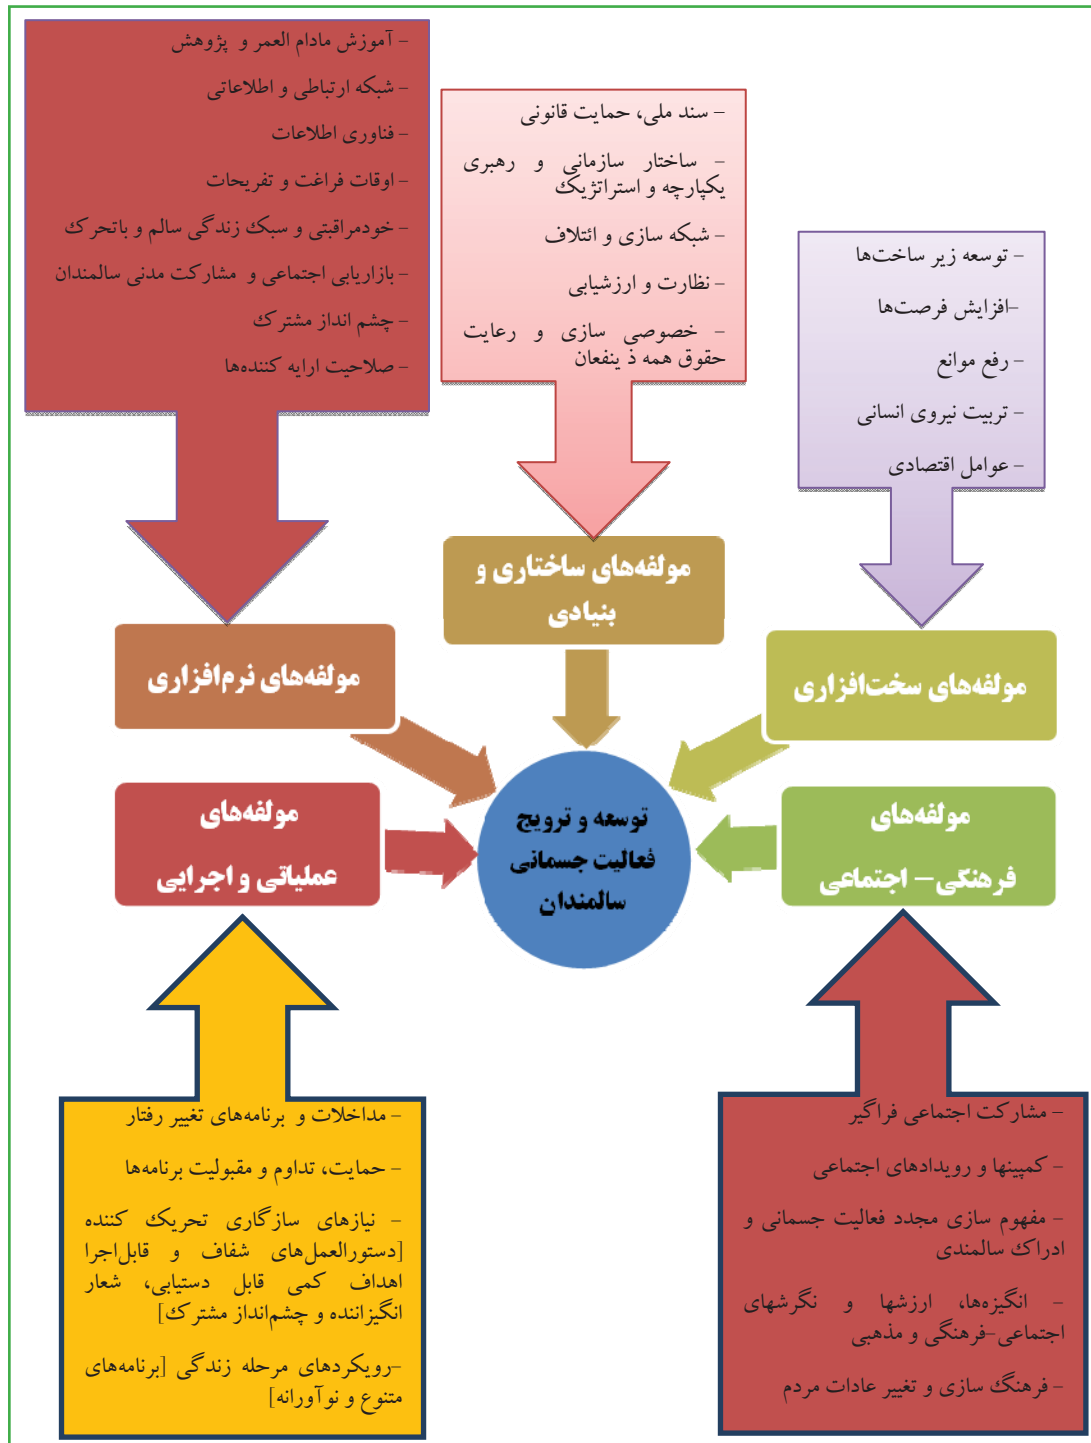 – آموزش مادام العمر و پژوهش
– شبکه ارتباطی و اطلاعاتی
– فناوری اطلاعات
– اوقات فراغت و تفریحات
– خودمراقبتی و سبک زندگی سالم و باتحرک
– بازاریابی اجتماعی و مشارکت مدنی سالمندان
– چشم انداز مشترک
– صلاحیت ارایه کننده‌ها
– سند ملی، حمایت قانونی
– ساختار سازمانی و رهبری
یکپارچه و استراتژیک
– شبکه سازی و ائتلاف
– نظارت و ارزشیابی
– خصوصی سازی و رعایت
حقوق همه ذ ینفعان
– توسعه زیر ساخت‌ها
–افزایش فرصت‌ها
– رفع موانع
– تربیت نیروی انسانی
– عوامل اقتصادی
مولفه‌های ساختاری و
بنیادی
مولفه‌های نرم‌افزاری
مولفه‌های سخت‌افزاری
توسعه و ترویج
فعالیت جسمانی
سالمندان
مولفه‌های
عملیاتی و اجرایی
مولفه‌های
فرهنگی– اجتماعی
– مداخلات و برنامه‌های تغییر رفتار
– حمایت، تداوم و مقبولیت برنامه‌ها
– نیازهای سازگاری تحریک کننده
[دستورالعمل‌های شفاف و قابل‌اجرا
اهداف کمی قابل دستیابی، شعار
انگیزاننده و چشم‌انداز مشترک]
–رویکردهای مرحله زندگی [برنامه‌های
متنوع و نوآورانه]
– مشارکت اجتماعی فراگیر
– کمپینها و رویدادهای اجتماعی
– مفهوم سازی مجدد فعالیت جسمانی و
ادراک سالمندی
– انگیزه‌ها، ارزشها و نگرشهای
اجتماعی–فرهنگی و مذهبی
– فرهنگ سازی و تغییر عادات مردم